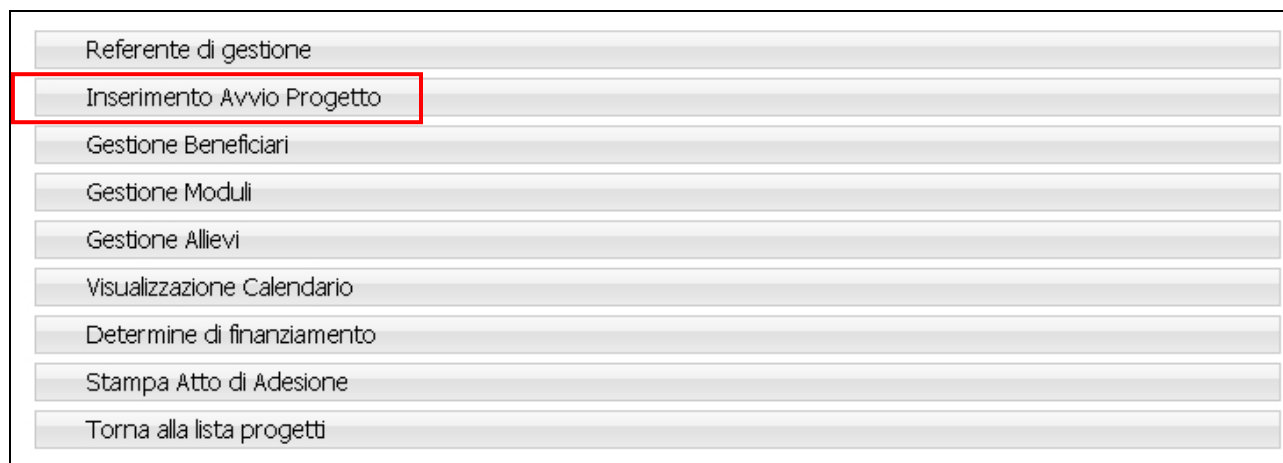 Referente di gestione
Inserimento Avvio Progetto
Gestione Beneficiari
Gestione Moduli
Gestione Allievi
Visualizzazione Calendario
Determine di finanziamento
Stampa Atto di Adesione
Torna alla lista progetti